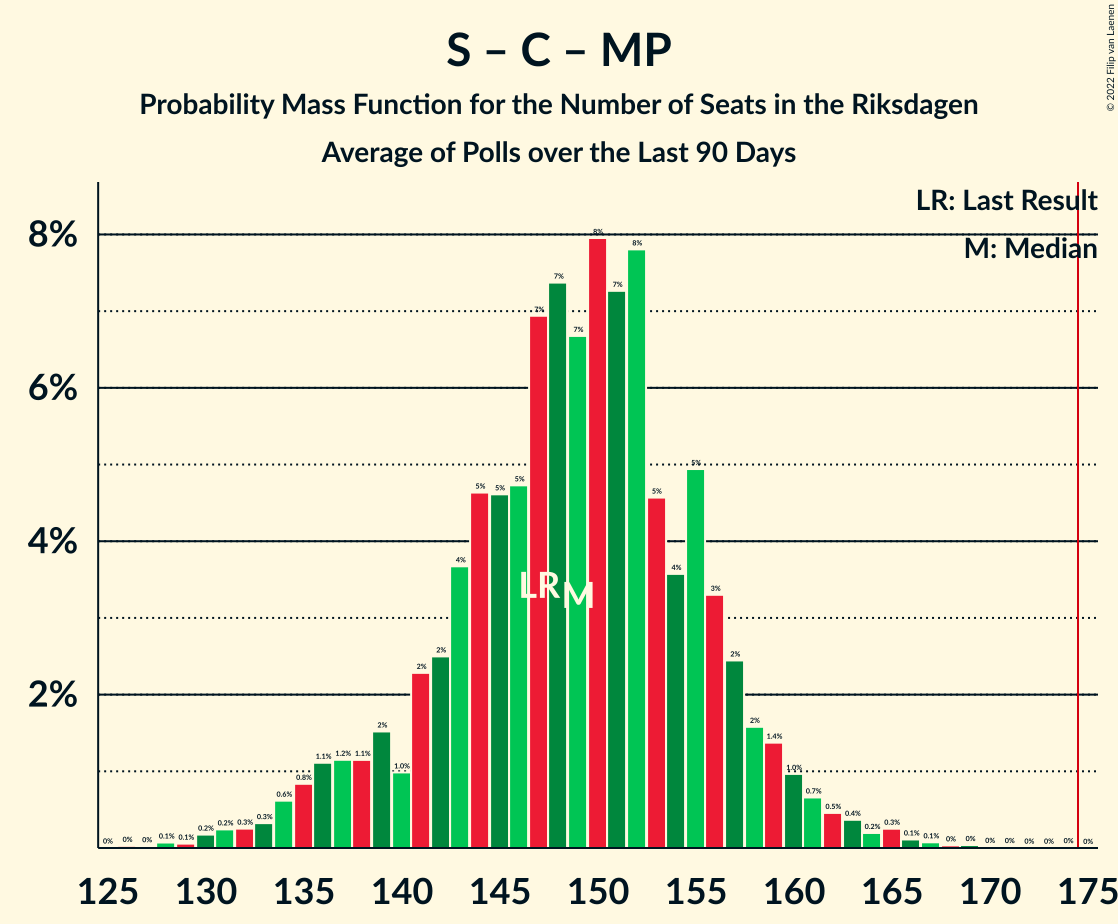 S – C – MP
Probability Mass Function for the Number of Seats in the Riksdagen
Average of Polls over the Last 90 Days
© 2022 Filip van Laenen
LR: Last Result
M: Median
8%
6%
4%
2%
0% 0% 0% 0.1% 0.1% 0.2% 0.2% 0.3% 0.3% 0.6% 0.8% 1.1% 1.2% 1.1% 2% 1.0% 2% 2% 4% 5% 5% 5% 7% 7% 7% 8% 7% 8% 5% 4% 5% 3% 2% 2% 1.4% 1.0% 0.7% 0.5% 0.4% 0.2% 0.3% 0.1% 0.1% 0% 0% 0% 0% 0% 0% 0% 0%
LR M
125 130 135 140 145 150 155 160 165 170 175